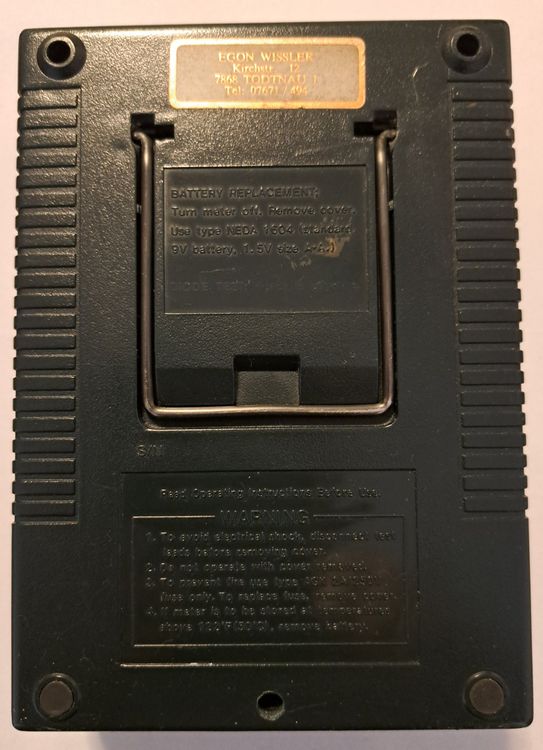 EGON WISSLER
Kirchstr. 12
7868 TODTNAU 1
Tel: 07671 / 494
BATTERY REPLACEMENT:
Turn meter off. Remove cover.
Use type NEDA 1604 (standard
9V battery, 1.5V size
DIODE TEST:
S/N
Read Operating Instructions Before Use.
WARNING
1. To avoid electrical shock, disconnect test
leads before removing cover.
2. Do not operate with cover removed.
3. To prevent fire use type
fuse only. To replace fuse, remove cover.
4. If meter is to be stored at temperatures
above remove battery.